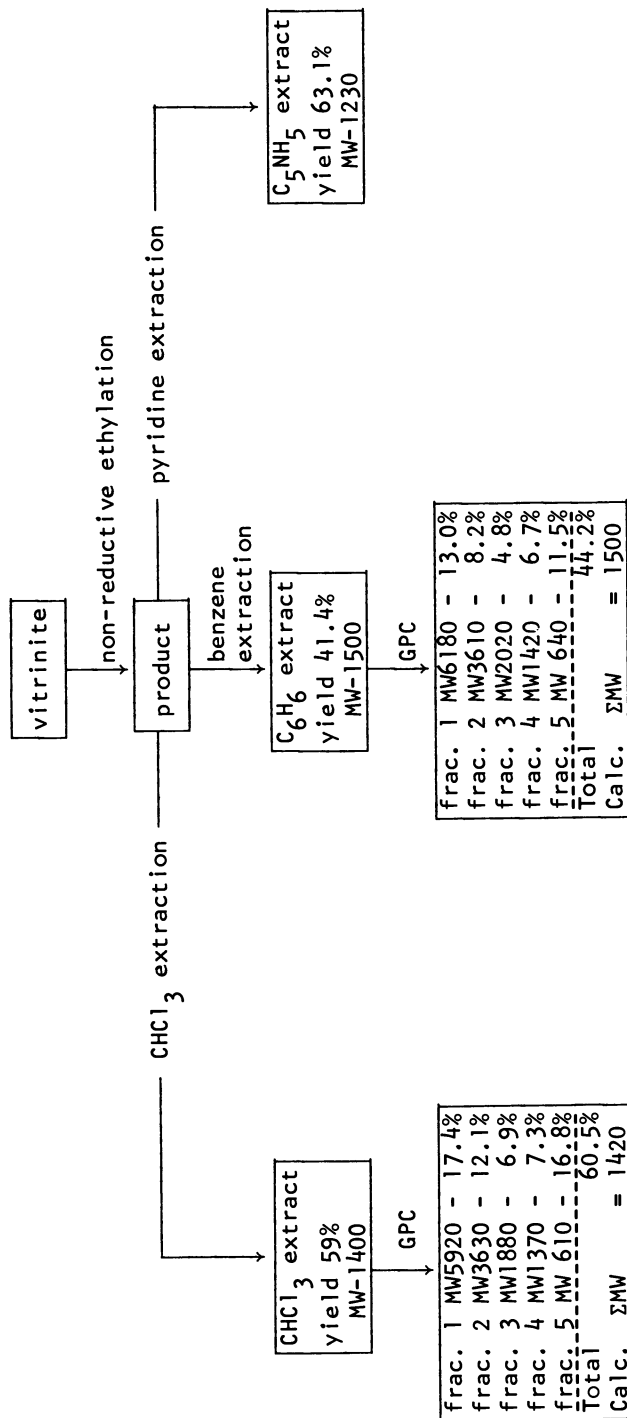 vitrinite
non-reductive ethylation
product
CHCl3 extraction
benzene
extraction
pyridine extraction
CHCl3 extract
yield 59%
MW-1400
C6H6 extract
yield 41.4%
MW-1500
C5NH5 extract
yield 63.1%
MW-1230
GPC
frac. 1 MW5920 - 17.4%
frac. 2 MW3630 - 12.1%
frac. 3 MW1880 - 6.9%
frac. 4 MW1370 - 7.3%
frac. 5 MW 610 - 16.8%
Total 60.5%
Calc. ΣMW = 1420
GPC
frac. 1 MW6180 - 13.0%
frac. 2 MW3610 - 8.2%
frac. 3 MW2020 - 4.8%
frac. 4 MW1420 - 6.7%
frac. 5 MW 640 - 11.5%
Total 44.2%
Calc. ΣMW = 1500